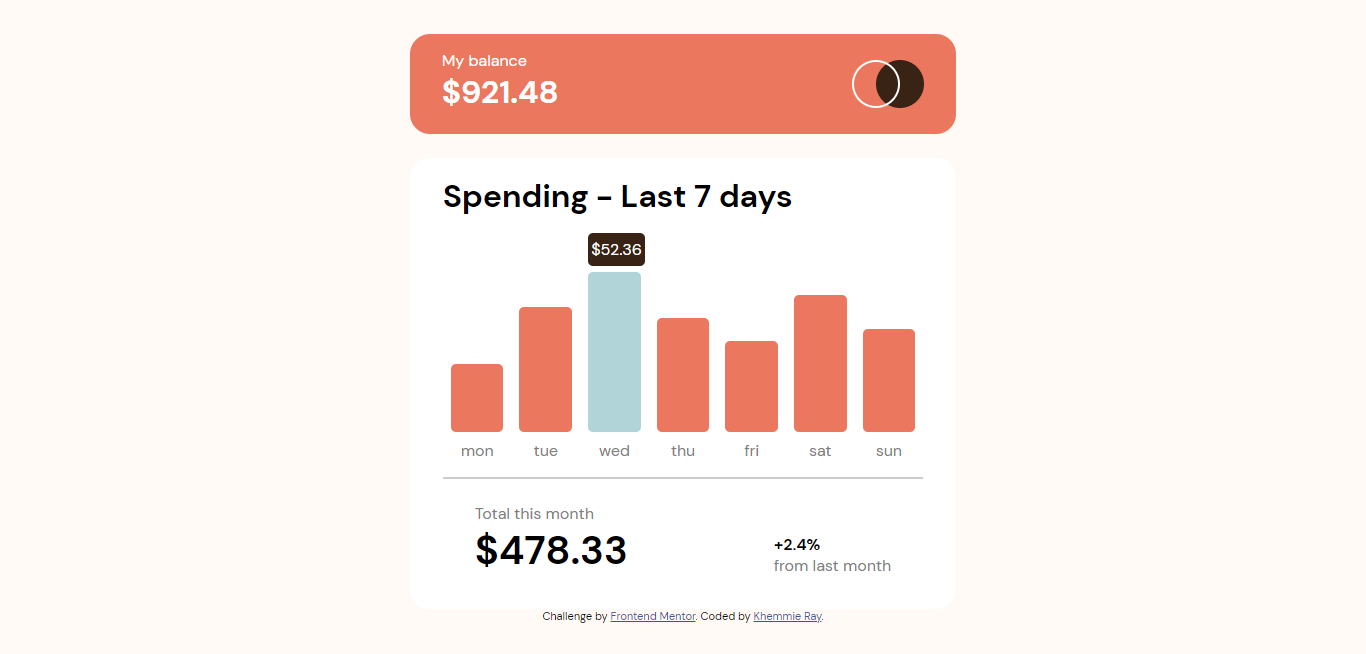 My balance
$921.48
Spending - Last 7 days
$52.36
mon tue wed thu fri sat sun
Total this month
$478.33
+2.4%
from last month
Challenge by Frontend Mentor. Coded by Khemmie Ray.